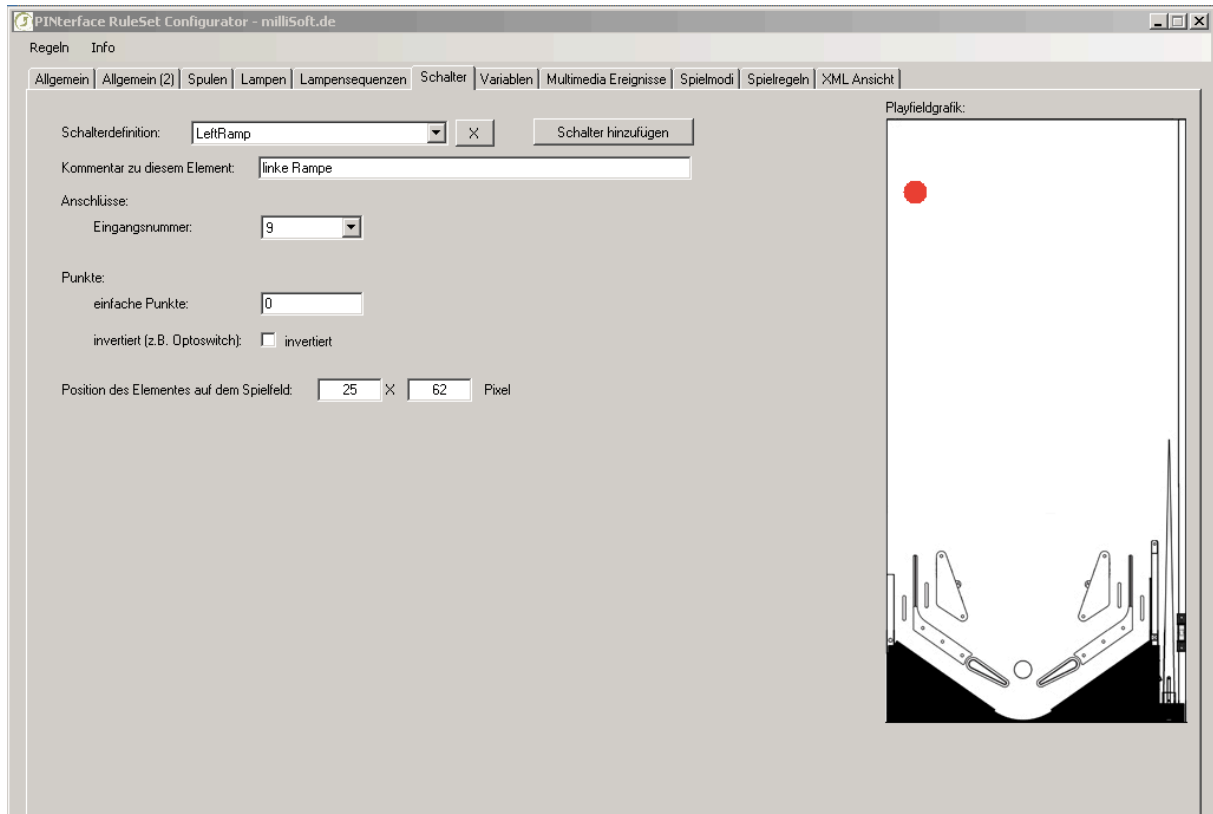 PINterface RuleSet Configurator - milliSoft.de
Regeln Info
Allgemein Allgemein (2) Spulen Lampen Lampensequenzen Schalter Variablen Multimedia Ereignisse Spielmodi Spielregeln XML Ansicht
Playfieldgrafik:
Schalterdefinition: LeftRamp X Schalter hinzufügen
Kommentar zu diesem Element: linke Rampe
Anschlüsse:
Eingangsnummer: 9
Punkte:
einfache Punkte: 0
invertiert (z.B. Optoswitch): invertiert
Position des Elementes auf dem Spielfeld: 25 X 62 Pixel